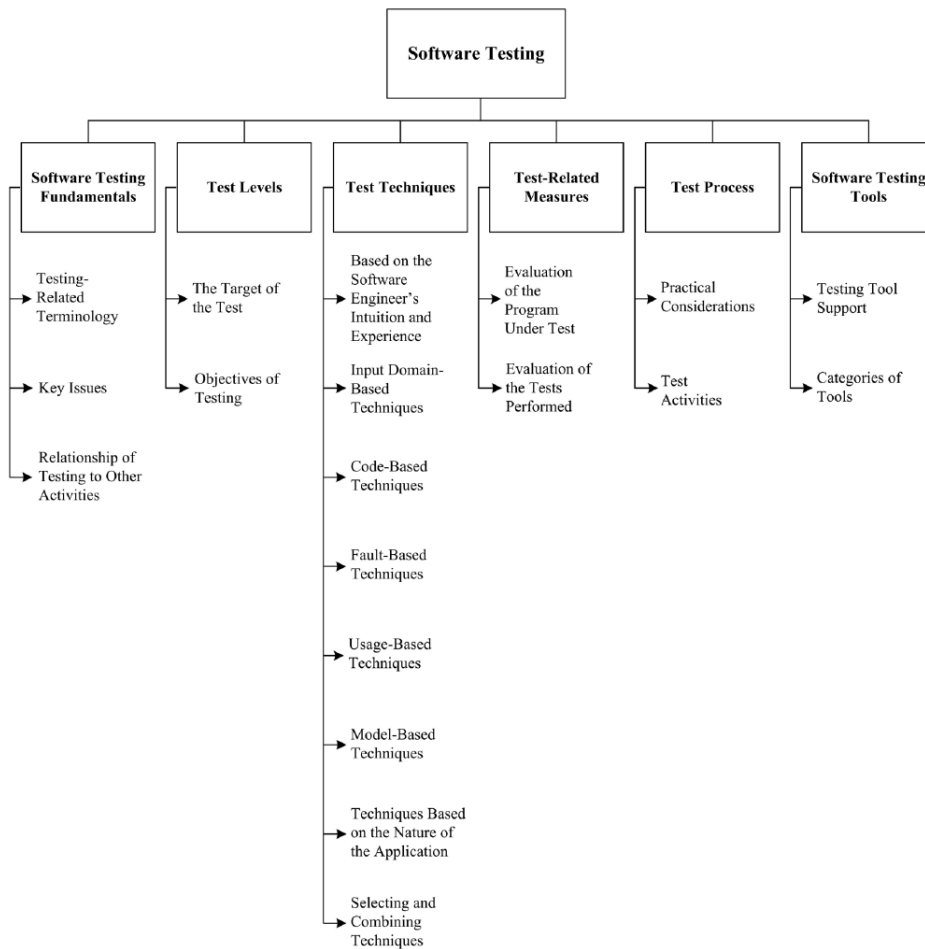 Software Testing
Software Testing
Fundamentals
Test Levels
Test Techniques
Test-Related
Measures
Test Process
Software Testing
Tools
Testing-
Related
Terminology
Key Issues
Relationship of
Testing to Other
Activities
The Target of
the Test
Objectives of
Testing
Based on the
Software
Engineer’s
Intuition and
Experience
Input Domain-
Based
Techniques
Code-Based
Techniques
Fault-Based
Techniques
Usage-Based
Techniques
Model-Based
Techniques
Techniques Based
on the Nature of
the Application
Selecting and
Combining
Techniques
Evaluation
of the
Program
Under Test
Evaluation of
the Tests
Performed
Practical
Considerations
Test
Activities
Testing Tool
Support
Categories of
Tools